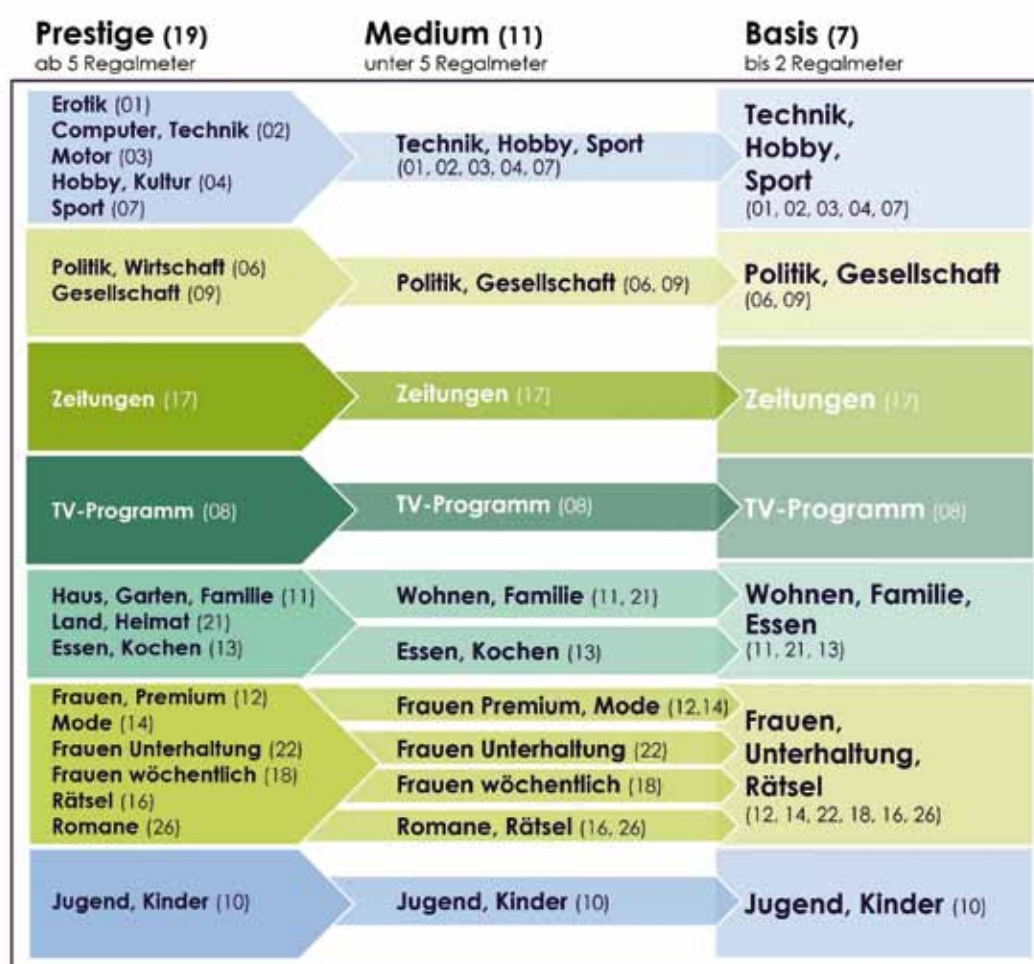 Prestige (19)
ab 5 Regalmeter
Medium (11)
unter 5 Regalmeter
Basis (7)
bis 2 Regalmeter
Erotik (01)
Computer, Technik (02)
Motor (03)
Hobby, Kultur (04)
Sport (07)
Technik, Hobby, Sport
(01, 02, 03, 04, 07)
Technik,
Hobby,
Sport
(01, 02, 03, 04, 07)
Politik, Wirtschaft (06)
Gesellschaft (09)
Politik, Gesellschaft (06, 09)
Politik, Gesellschaft
(06, 09)
Zeitungen (17)
Zeitungen (17)
Zeitungen (17)
TV-Programm (08)
TV-Programm (08)
TV-Programm (08)
Haus, Garten, Familie (11)
Land, Heimat (21)
Essen, Kochen (13)
Wohnen, Familie (11, 21)
Essen, Kochen (13)
Wohnen, Familie,
Essen
(11, 21, 13)
Frauen, Premium (12)
Mode (14)
Frauen Unterhaltung (22)
Frauen wöchentlich (18)
Rätsel (16)
Romane (26)
Frauen Premium, Mode (12,14)
Frauen Unterhaltung (22)
Frauen wöchentlich (18)
Romane, Rätsel (16, 26)
Frauen,
Unterhaltung,
Rätsel
(12, 14, 22, 18, 16, 26)
Jugend, Kinder (10)
Jugend, Kinder (10)
Jugend, Kinder (10)